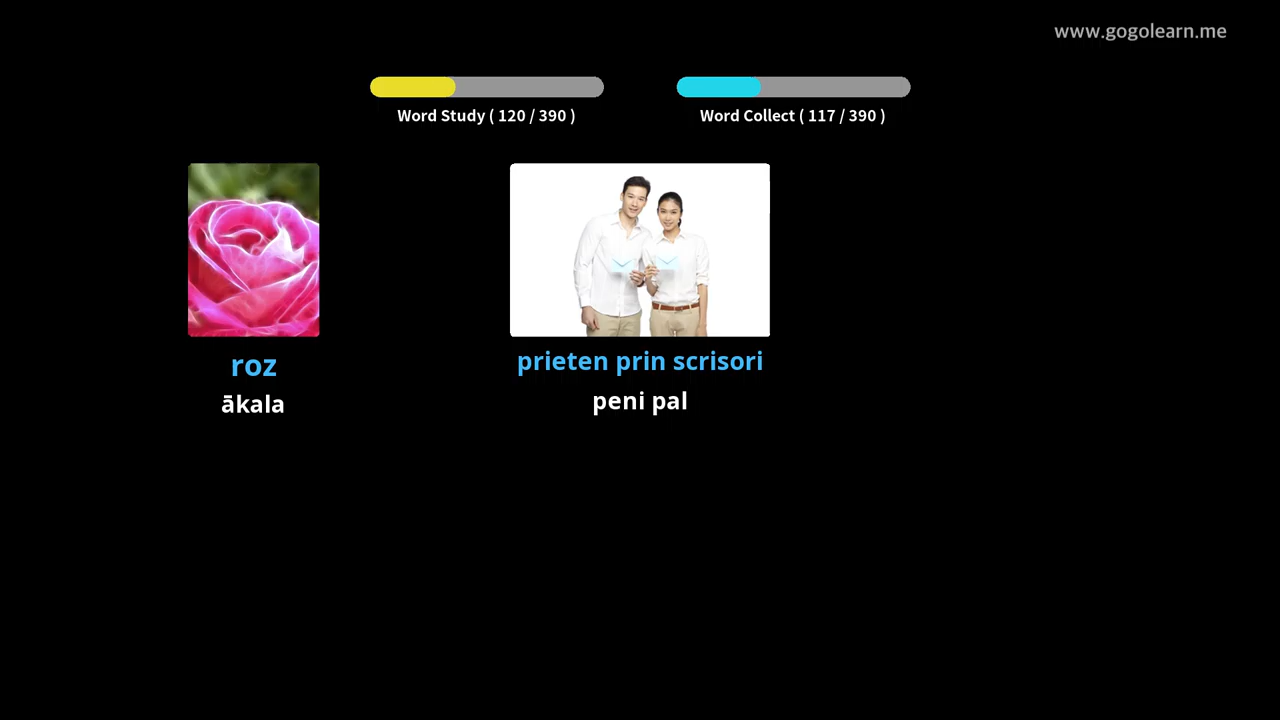 www.gogolearn.me
Word Study ( 120 / 390 )
Word Collect ( 117 / 390 )
roz
ākala
prieten prin scrisori
peni pal